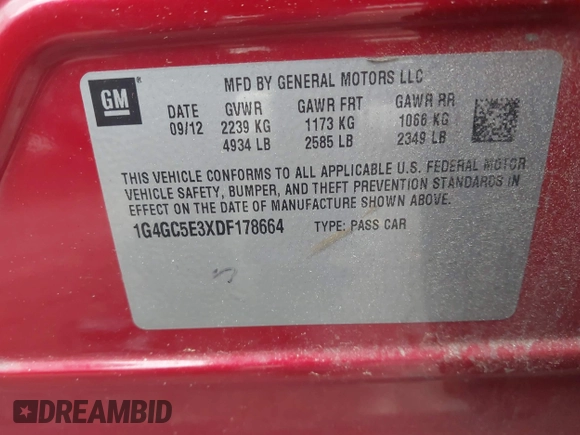 GM
MFD BY GENERAL MOTORS LLC
DATE GVWR GAWR FRT GAWR RR
09/12 2239 KG 1173 KG 1066 KG
4934 LB 2585 LB 2349 LB
THIS VEHICLE CONFORMS TO ALL APPLICABLE U.S. FEDERAL MOTOR
VEHICLE SAFETY, BUMPER, AND THEFT PREVENTION STANDARDS IN
EFFECT ON THE DATE OF MANUFACTURE SHOWN ABOVE.
1G4GC5E3XDF178664 TYPE: PASS CAR
DREAMBID